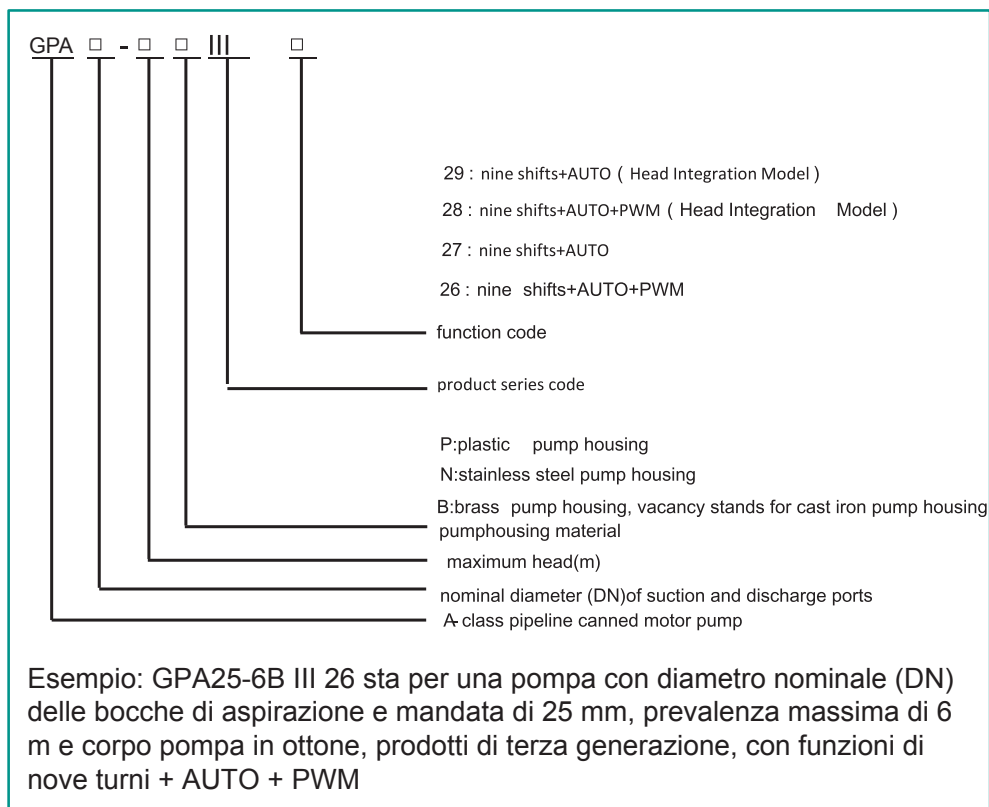 GPA □ - □ □ III □
29 : nine shifts+AUTO ( Head Integration Model )
28 : nine shifts+AUTO+PWM ( Head Integration Model )
27 : nine shifts+AUTO
26 : nine shifts+AUTO+PWM
function code
product series code
P:plastic pump housing
N:stainless steel pump housing
B:brass pump housing, vacancy stands for cast iron pump housing
pumphousing material
maximum head(m)
nominal diameter (DN)of suction and discharge ports
A-class pipeline canned motor pump
Esempio: GPA25-6B III 26 sta per una pompa con diametro nominale (DN)
delle bocche di aspirazione e mandata di 25 mm, prevalenza massima di 6
m e corpo pompa in ottone, prodotti di terza generazione, con funzioni di
nove turni + AUTO + PWM